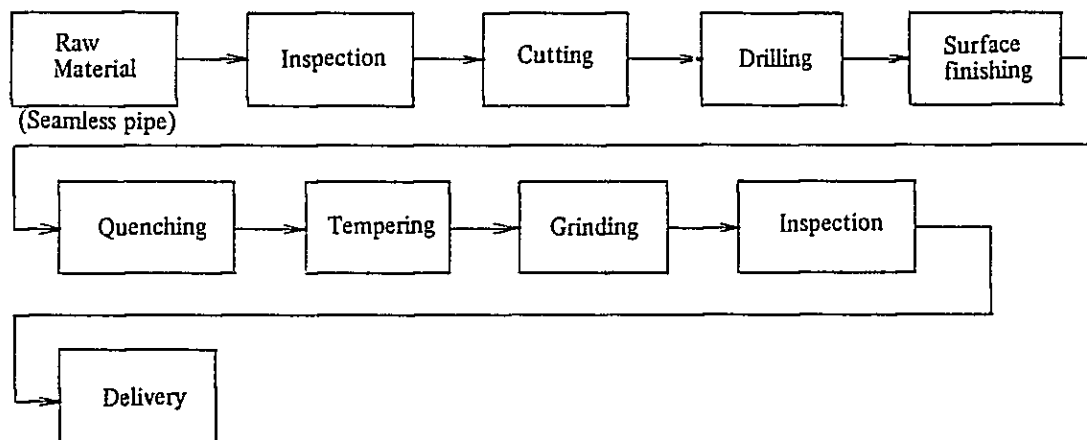 Raw
Material
Inspection
Cutting
Drilling
Surface
finishing
(Seamless pipe)
Quenching
Tempering
Grinding
Inspection
Delivery